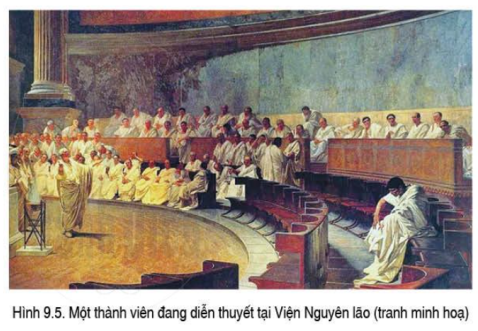 Hình 9.5. Một thành viên đang diễn thuyết tại Viện Nguyên lão (tranh minh hoạ)